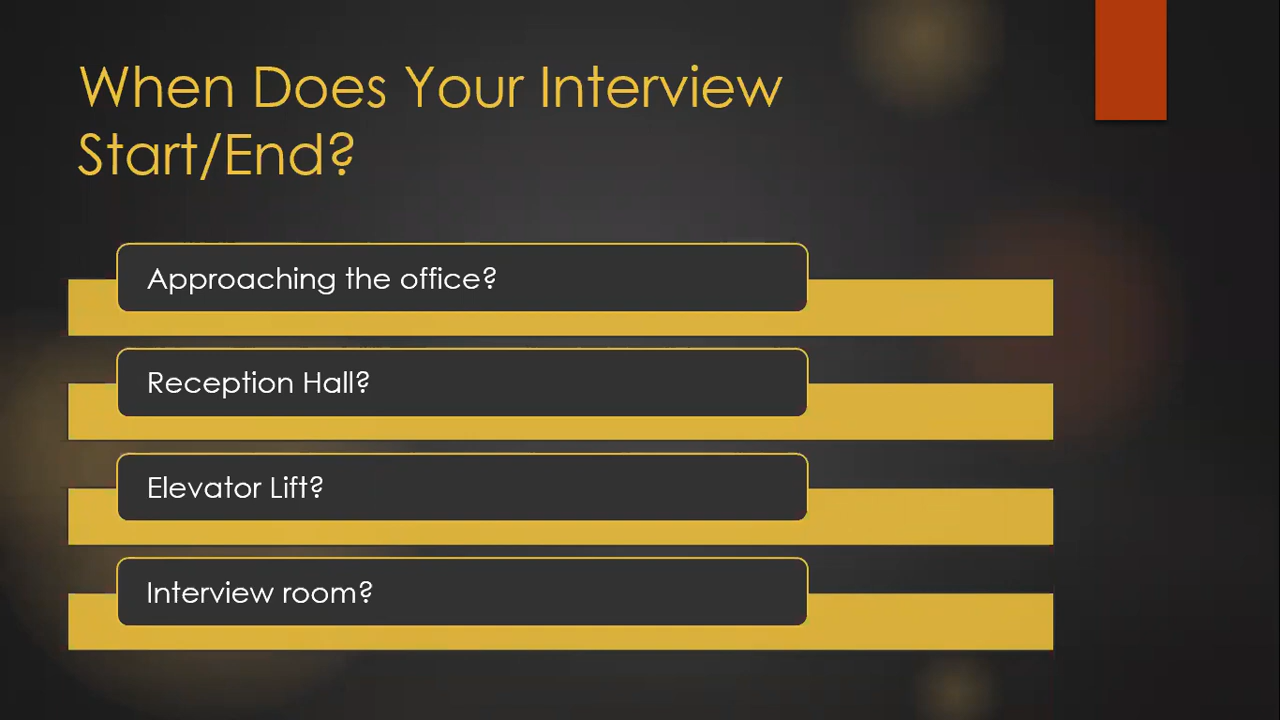 When Does Your Interview
Start/End?
Approaching the office?
Reception Hall?
Elevator Lift?
Interview room?